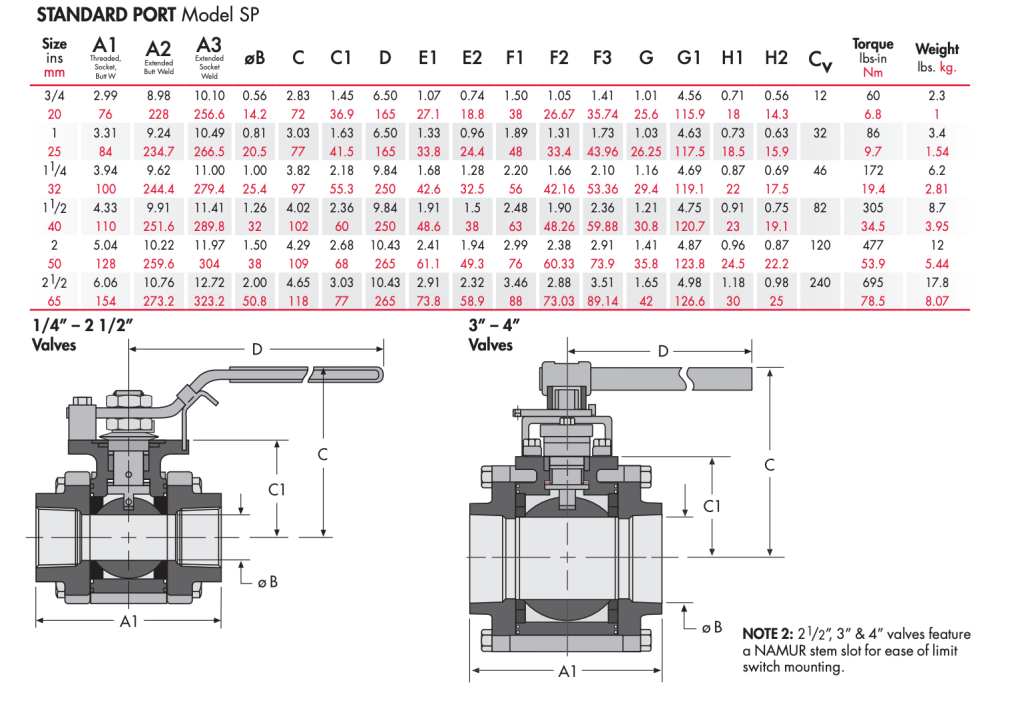 STANDARD PORT Model SP
Size ins mm A1 Threaded, Socket, Butt W A2 Extended Butt Weld A3 Extended Socket Weld øB C C1 D E1 E2 F1 F2 F3 G G1 H1 H2 Cv Torque lbs-in Nm Weight lbs. kg.
3/4 2.99 8.98 10.10 0.56 2.83 1.45 6.50 1.07 0.74 1.50 1.05 1.41 1.01 4.56 0.71 0.56 12 60 2.3
20 76 228 256.6 14.2 72 36.9 165 27.1 18.8 38 26.67 35.74 25.6 115.9 18 14.3 6.8 1
1 3.31 9.24 10.49 0.81 3.03 1.63 6.50 1.33 0.96 1.89 1.31 1.73 1.03 4.63 0.73 0.63 32 86 3.4
25 84 234.7 266.5 20.5 77 41.5 165 33.8 24.4 48 33.4 43.96 26.25 117.5 18.5 15.9 9.7 1.54
1 1/4 3.94 9.62 11.00 1.00 3.82 2.18 9.84 1.68 1.28 2.20 1.66 2.10 1.16 4.69 0.87 0.69 46 172 6.2
32 100 244.4 279.4 25.4 97 55.3 250 42.6 32.5 56 42.16 53.36 29.4 119.1 22 17.5 19.4 2.81
1 1/2 4.33 9.91 11.41 1.26 4.02 2.36 9.84 1.91 1.5 2.48 1.90 2.36 1.21 4.75 0.91 0.75 82 305 8.7
40 110 251.6 289.8 32 102 60 250 48.6 38 63 48.26 59.88 30.8 120.7 23 19.1 34.5 3.95
2 5.04 10.22 11.97 1.50 4.29 2.68 10.43 2.41 1.94 2.99 2.38 2.91 1.41 4.87 0.96 0.87 120 477 12
50 128 259.6 304 38 109 68 265 61.1 49.3 76 60.33 73.9 35.8 123.8 24.5 22.2 53.9 5.44
2 1/2 6.06 10.76 12.72 2.00 4.65 3.03 10.43 2.91 2.32 3.46 2.88 3.51 1.65 4.98 1.18 0.98 240 695 17.8
65 154 273.2 323.2 50.8 118 77 265 73.8 58.9 88 73.03 89.14 42 126.6 30 25 78.5 8.07
1/4” – 2 1/2”
Valves
D
C
C1
øB
A1
3” – 4”
Valves
D
C
C1
øB
A1
NOTE 2: 2 1/2”, 3” & 4” valves feature
a NAMUR stem slot for ease of limit
switch mounting.